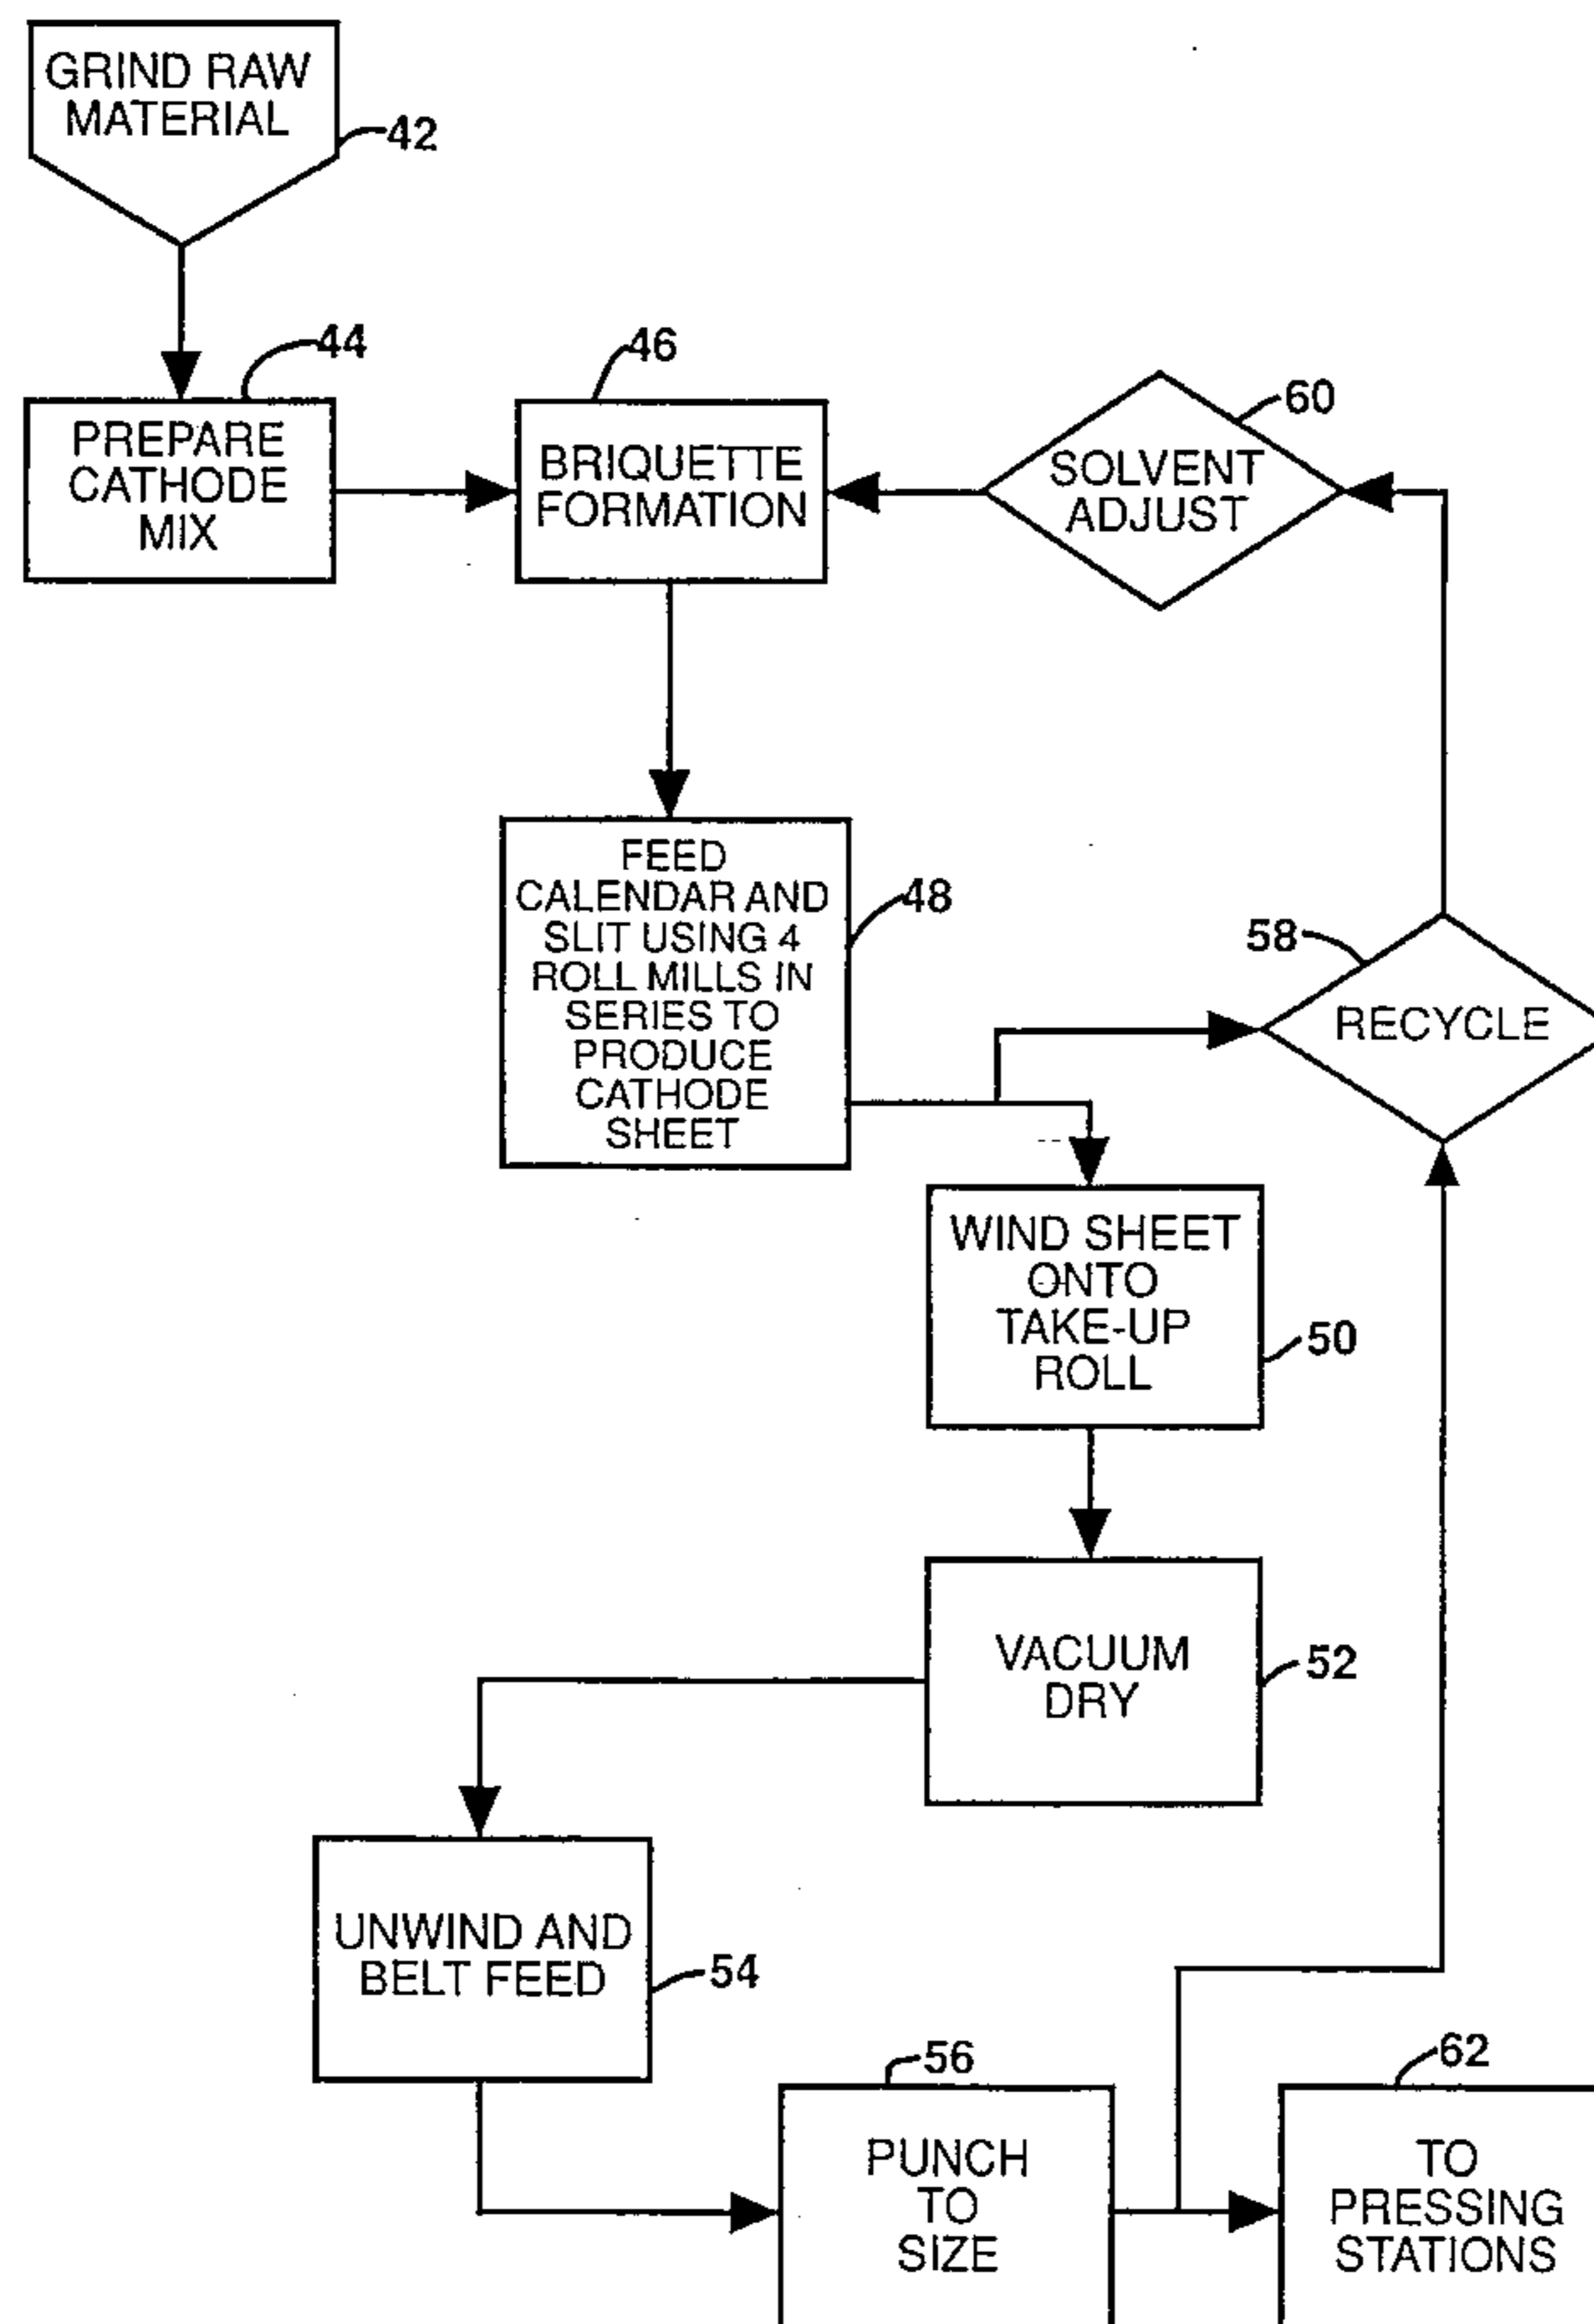 GRIND RAW
MATERIAL
42
44
PREPARE
CATHODE
MIX
46
BRIQUETTE
FORMATION
60
SOLVENT
ADJUST
FEED
CALENDAR AND
SLIT USING 4
ROLL MILLS IN
SERIES TO
PRODUCE
CATHODE
SHEET
48
58
RECYCLE
WIND SHEET
ONTO
TAKE-UP
ROLL
50
VACUUM
DRY
52
UNWIND AND
BELT FEED
54
56
PUNCH
TO
SIZE
62
TO
PRESSING
STATIONS